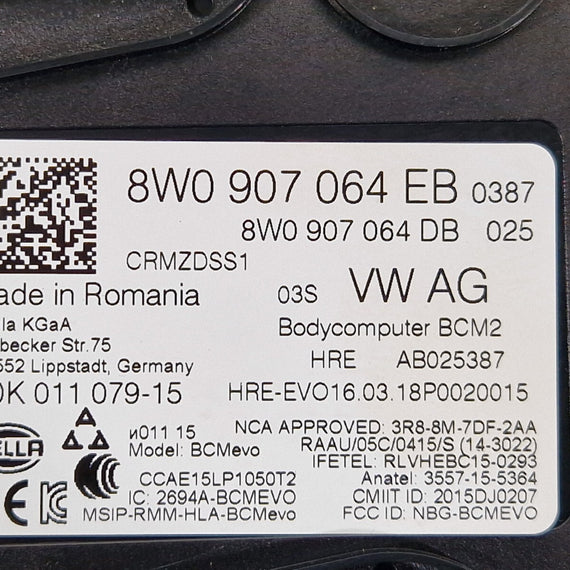 8W0 907 064 EB 0387
8W0 907 064 DB 025
CRMZDSS1
ade in Romania 03S VW AG
la KGaA Bodycomputer BCM2
becker Str.75
552 Lippstadt, Germany HRE AB025387
0K 011 079-15 HRE-EVO16.03.18P0020015
ELLA
и011 15
Model: BCMevo
NCA APPROVED: 3R8-8M-7DF-2AA
RAAU/05C/0415/S (14-3022)
IFETEL: RLVHEBC15-0293
CCAE15LP1050T2 Anatel: 3557-15-5364
CE IC: 2694A-BCMEVO CMIIT ID: 2015DJ0207
MSIP-RMM-HLA-BCMevo FCC ID: NBG-BCMEVO